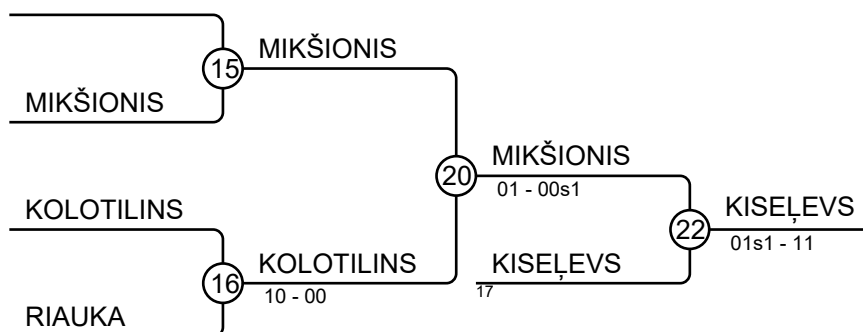 MIKŠIONIS
15
MIKŠIONIS
MIKŠIONIS
20
01 - 00s1
KOLOTILINS
KISEĻEVS
22
01s1 - 11
KOLOTILINS
16
10 - 00
KISEĻEVS
17
RIAUKA